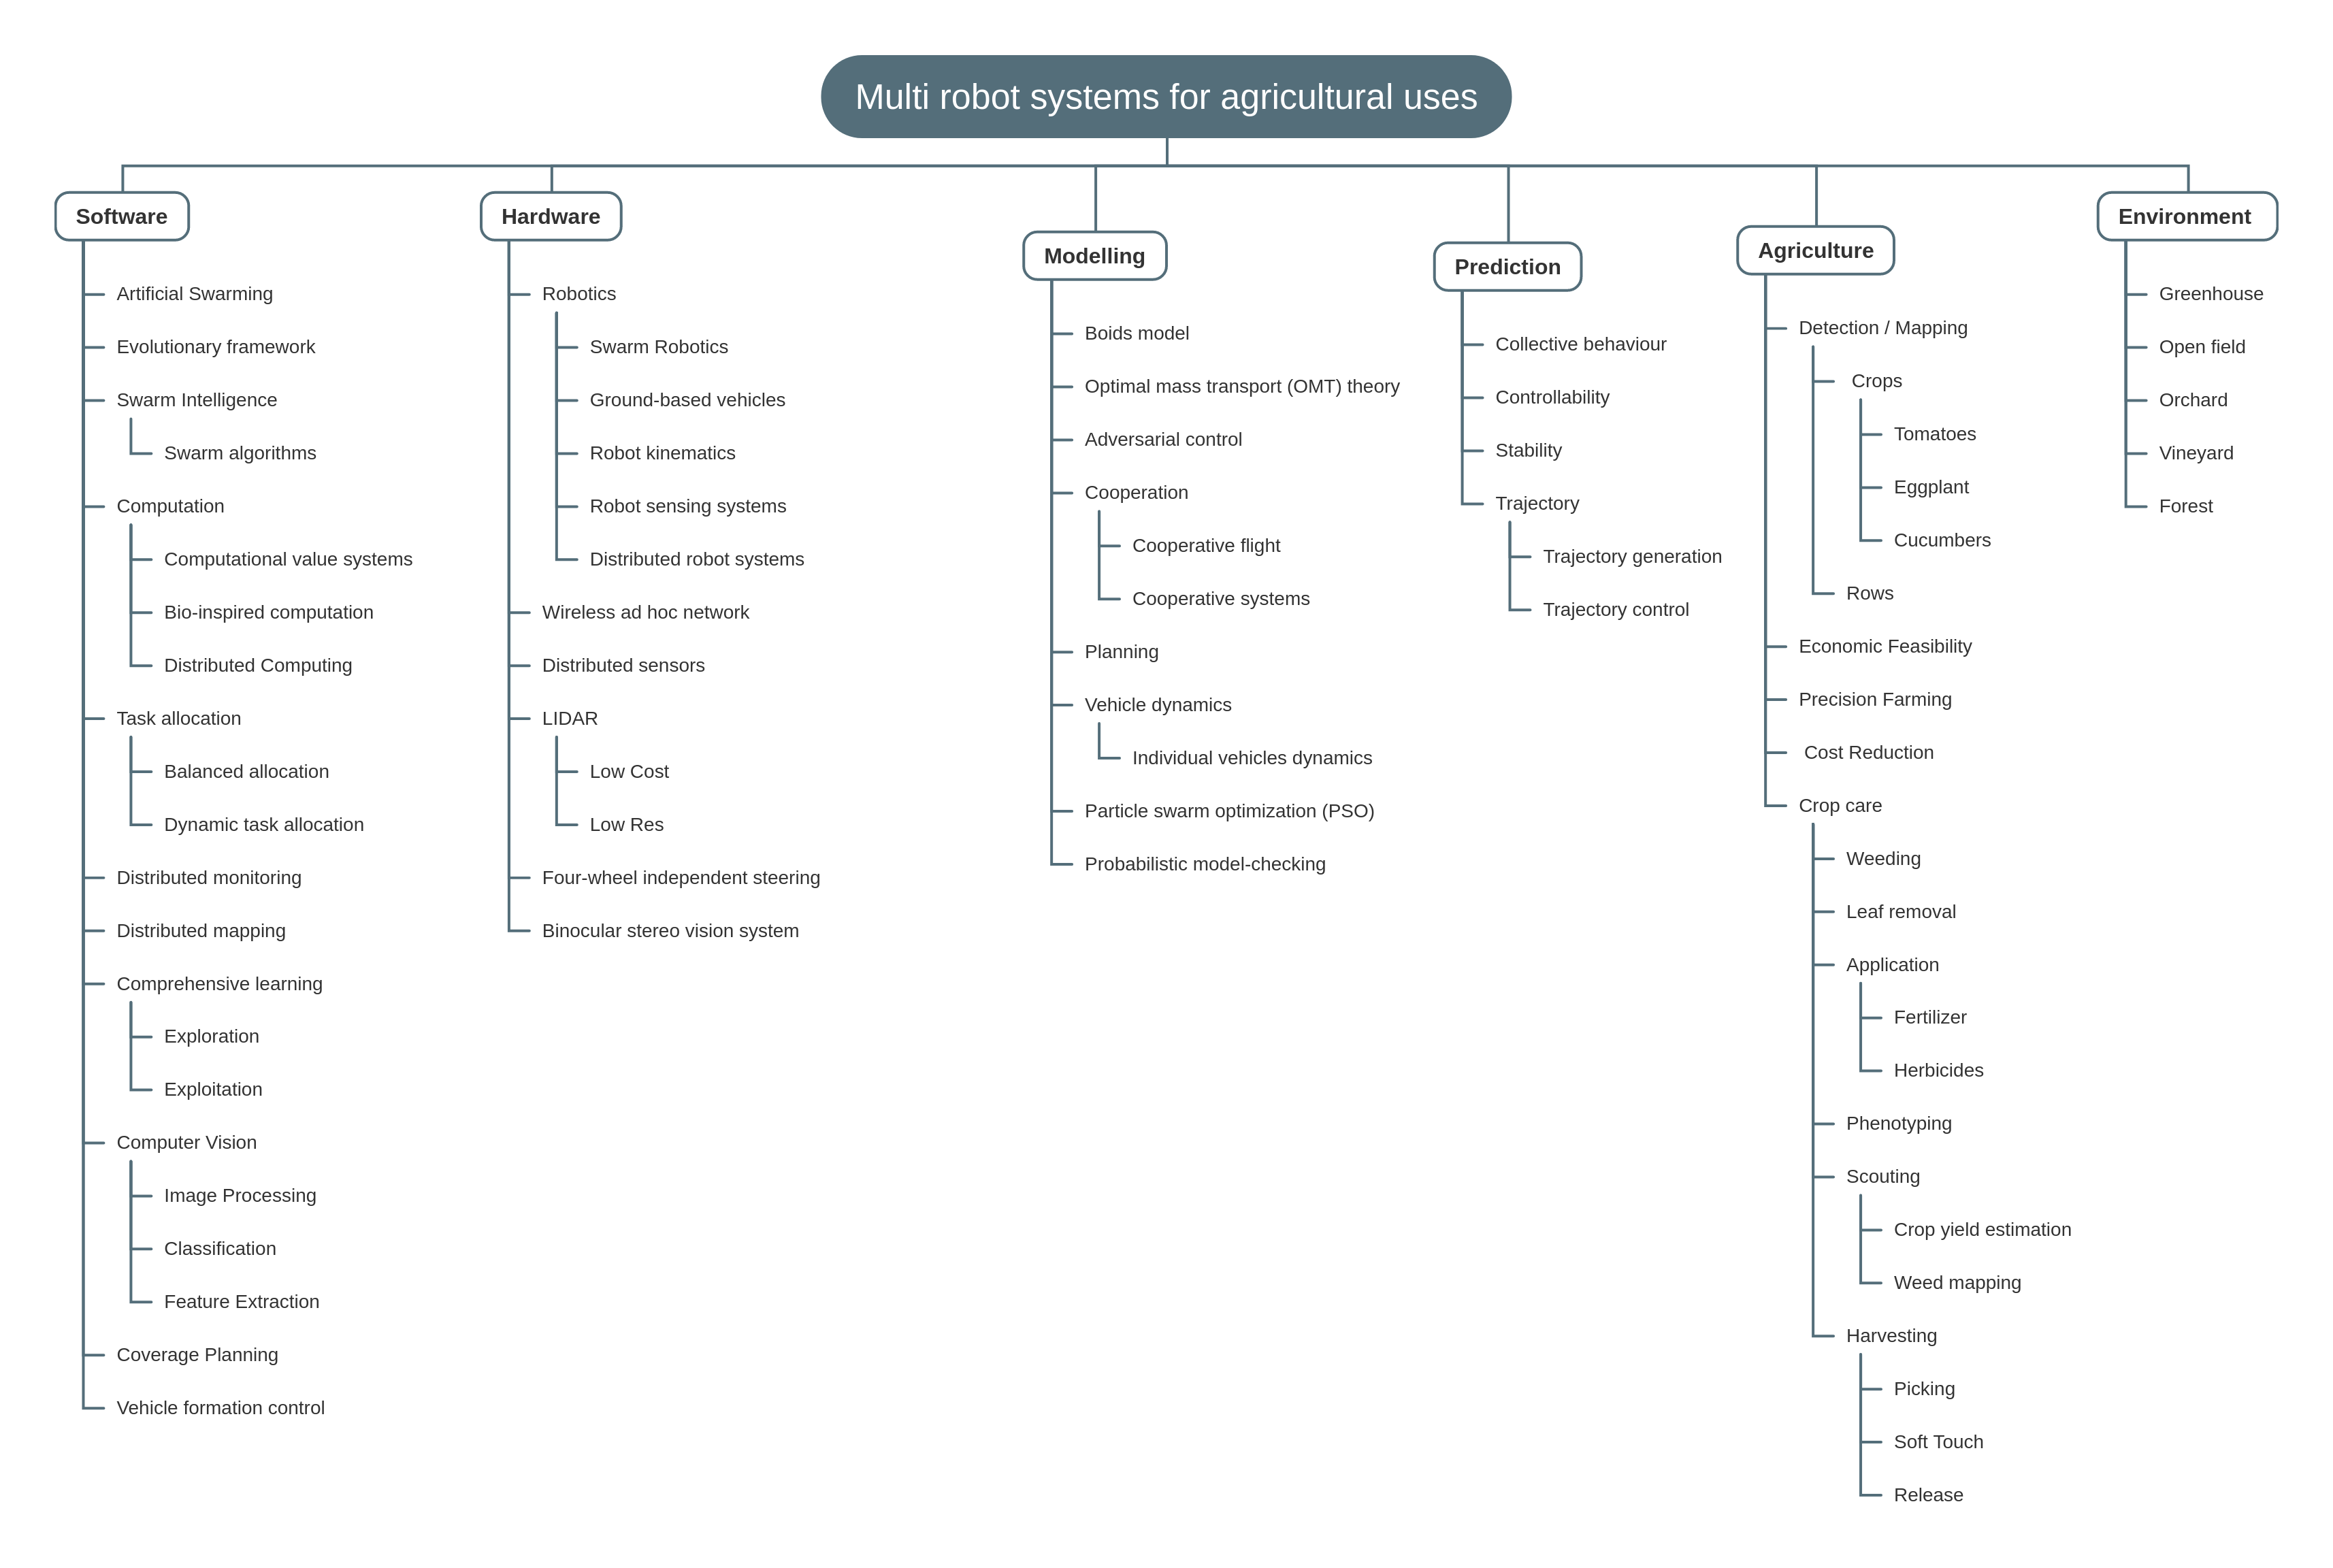 Multi robot systems for agricultural uses
Software
Artificial Swarming
Evolutionary framework
Swarm Intelligence
Swarm algorithms
Computation
Computational value systems
Bio-inspired computation
Distributed Computing
Task allocation
Balanced allocation
Dynamic task allocation
Distributed monitoring
Distributed mapping
Comprehensive learning
Exploration
Exploitation
Computer Vision
Image Processing
Classification
Feature Extraction
Coverage Planning
Vehicle formation control
Hardware
Robotics
Swarm Robotics
Ground-based vehicles
Robot kinematics
Robot sensing systems
Distributed robot systems
Wireless ad hoc network
Distributed sensors
LIDAR
Low Cost
Low Res
Four-wheel independent steering
Binocular stereo vision system
Modelling
Boids model
Optimal mass transport (OMT) theory
Adversarial control
Cooperation
Cooperative flight
Cooperative systems
Planning
Vehicle dynamics
Individual vehicles dynamics
Particle swarm optimization (PSO)
Probabilistic model-checking
Prediction
Collective behaviour
Controllability
Stability
Trajectory
Trajectory generation
Trajectory control
Agriculture
Detection / Mapping
Crops
Tomatoes
Eggplant
Cucumbers
Rows
Economic Feasibility
Precision Farming
Cost Reduction
Crop care
Weeding
Leaf removal
Application
Fertilizer
Herbicides
Phenotyping
Scouting
Crop yield estimation
Weed mapping
Harvesting
Picking
Soft Touch
Release
Environment
Greenhouse
Open field
Orchard
Vineyard
Forest